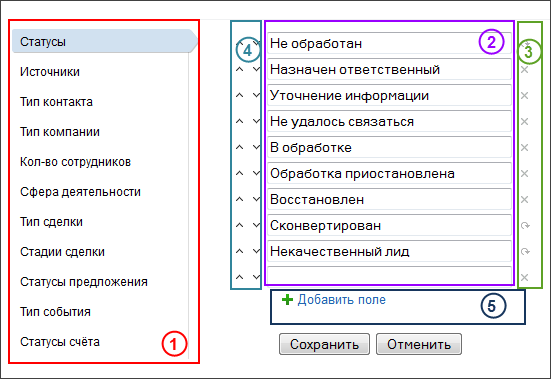 Статусы
Источники
Тип контакта
Тип компании
Кол-во сотрудников
Сфера деятельности
Тип сделки
Стадии сделки
Статусы предложения
Тип события
Статусы счёта
1
4
Не обработан
2
3
Назначен ответственный
Уточнение информации
Не удалось связаться
В обработке
Обработка приостановлена
Восстановлен
Сконвертирован
Некачественный лид
Добавить поле
5
Сохранить
Отменить